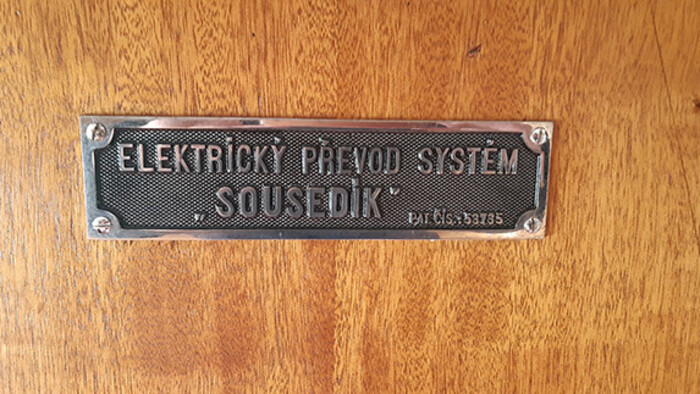 ELEKTRICKÝ PŘEVOD SYSTÉM
„SOUSEDÍK“ PAT.ČÍS.:53735